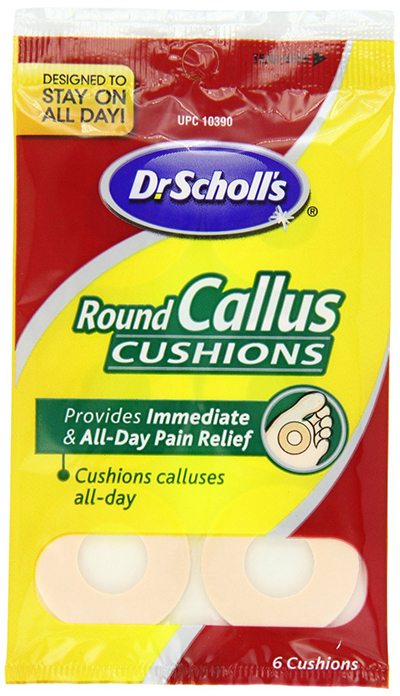 DESIGNED TO
STAY ON
ALL DAY!
UPC 10390
Dr.Scholl's
®
Round Callus
CUSHIONS
Provides Immediate
& All-Day Pain Relief
Cushions calluses
all-day
6 Cushions